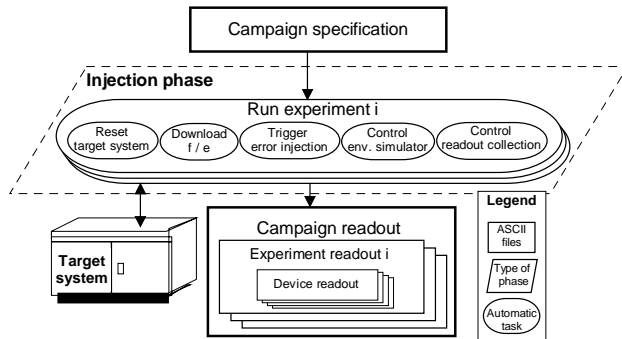 Campaign specification
Injection phase
Run experiment i
Reset
target system
Download
f / e
Trigger
error injection
Control
env. simulator
Control
readout collection
Target
system
Campaign readout
Experiment readout i
Device readout
Legend
ASCII
files
Type of
phase
Automatic
task